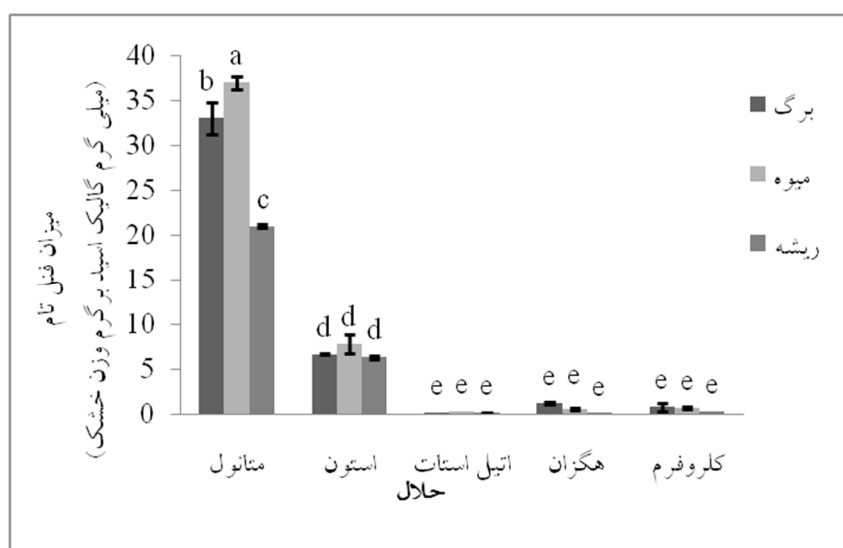 میزان فنل تام
(میلی گرم گالیک اسید بر گرم وزن خشک)
40
35
30
25
20
15
10
5
0
b a c
d d d
e e e
e e e
e e e
متانول استون اتیل استات هگزان کلروفرم
حلال
برگ
میوه
ریشه